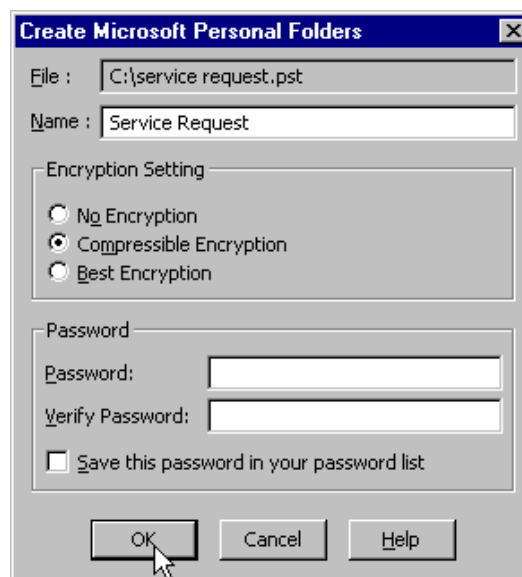 Create Microsoft Personal Folders
File : C:\service request.pst
Name : Service Request
Encryption Setting
No Encryption
Compressible Encryption
Best Encryption
Password
Password:
Verify Password:
Save this password in your password list
OK Cancel Help